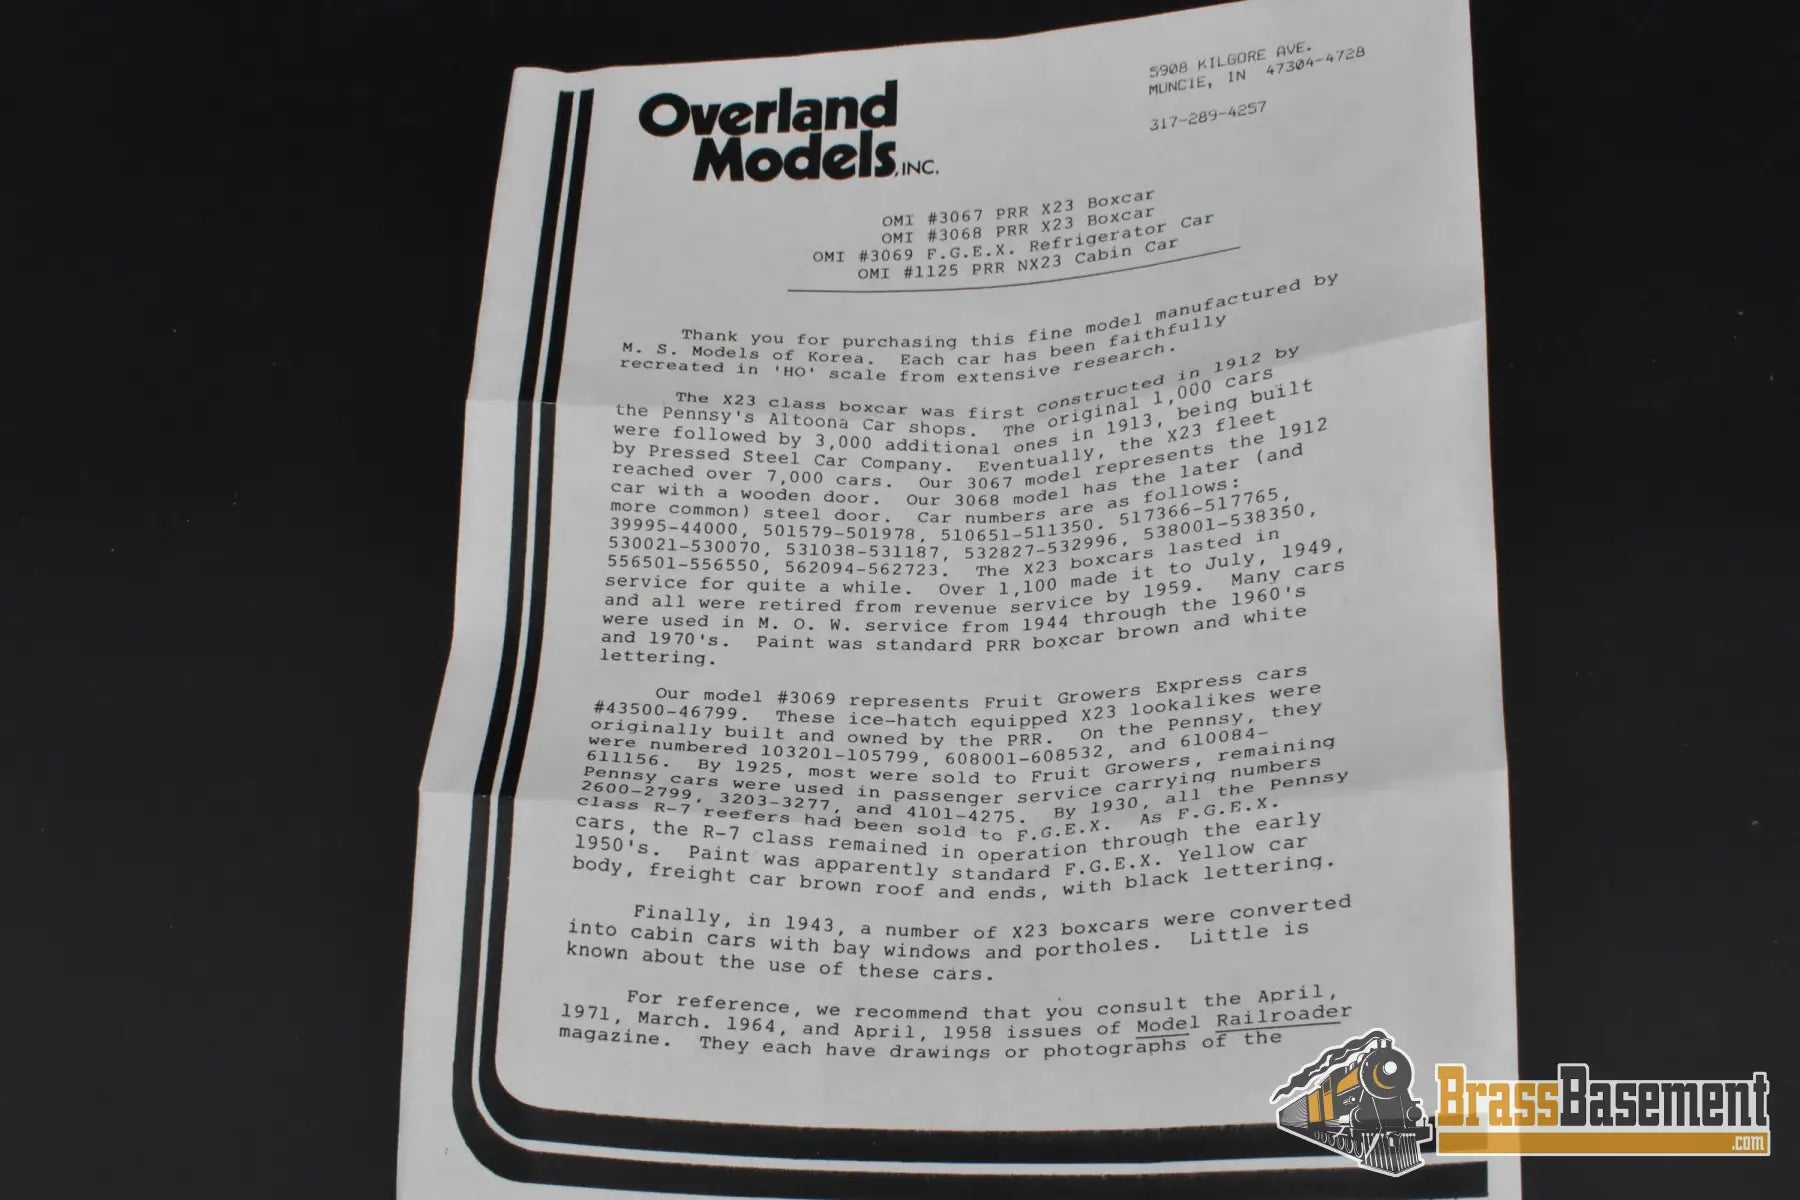 Overland
Models, INC.
5908 KILGORE AVE.
MUNCIE, IN 47304-4728
317-289-4257
OMI #3067 PRR X23 Boxcar
OMI #3068 PRR X23 Boxcar
OMI #3069 F.G.E.X. Refrigerator Car
OMI #1125 PRR NX23 Cabin Car
Thank you for purchasing this fine model manufactured by
M. S. Models of Korea. Each car has been faithfully
recreated in 'HO' scale from extensive research.
The X23 class boxcar was first constructed in 1912 by
the Pennsy's Altoona Car shops. The original 1,000 cars
were followed by 3,000 additional ones in 1913, being built
by Pressed Steel Car Company. Eventually, the X23 fleet
reached over 7,000 cars. Our 3067 model represents the 1912
car with a wooden door. Our 3068 model has the later (and
more common) steel door. Car numbers are as follows:
39995-44000, 501579-501978, 510651-511350. 517366-517765,
530021-530070, 531038-531187, 532827-532996, 538001-538350,
556501-556550, 562094-562723. The X23 boxcars lasted in
service for quite a while. Over 1,100 made it to July, 1949,
and all were retired from revenue service by 1959. Many cars
were used in M. O. W. service from 1944 through the 1960's
and 1970's. Paint was standard PRR boxcar brown and white
lettering.
Our model #3069 represents Fruit Growers Express cars
#43500-46799. These ice-hatch equipped X23 lookalikes were
originally built and owned by the PRR. On the Pennsy, they
were numbered 103201-105799, 608001-608532, and 610084-
611156. By 1925, most were sold to Fruit Growers, remaining
Pennsy cars were used in passenger service carrying numbers
2600-2799, 3203-3277, and 4101-4275. By 1930, all the Pennsy
class R-7 reefers had been sold to F.G.E.X. As F.G.E.X.
cars, the R-7 class remained in operation through the early
1950's. Paint was apparently standard F.G.E.X. Yellow car
body, freight car brown roof and ends, with black lettering.
Finally, in 1943, a number of X23 boxcars were converted
into cabin cars with bay windows and portholes. Little is
known about the use of these cars.
For reference, we recommend that you consult the April,
1971, March. 1964, and April, 1958 issues of Model Railroader
magazine. They each have drawings or photographs of the
BrassBasement
.com